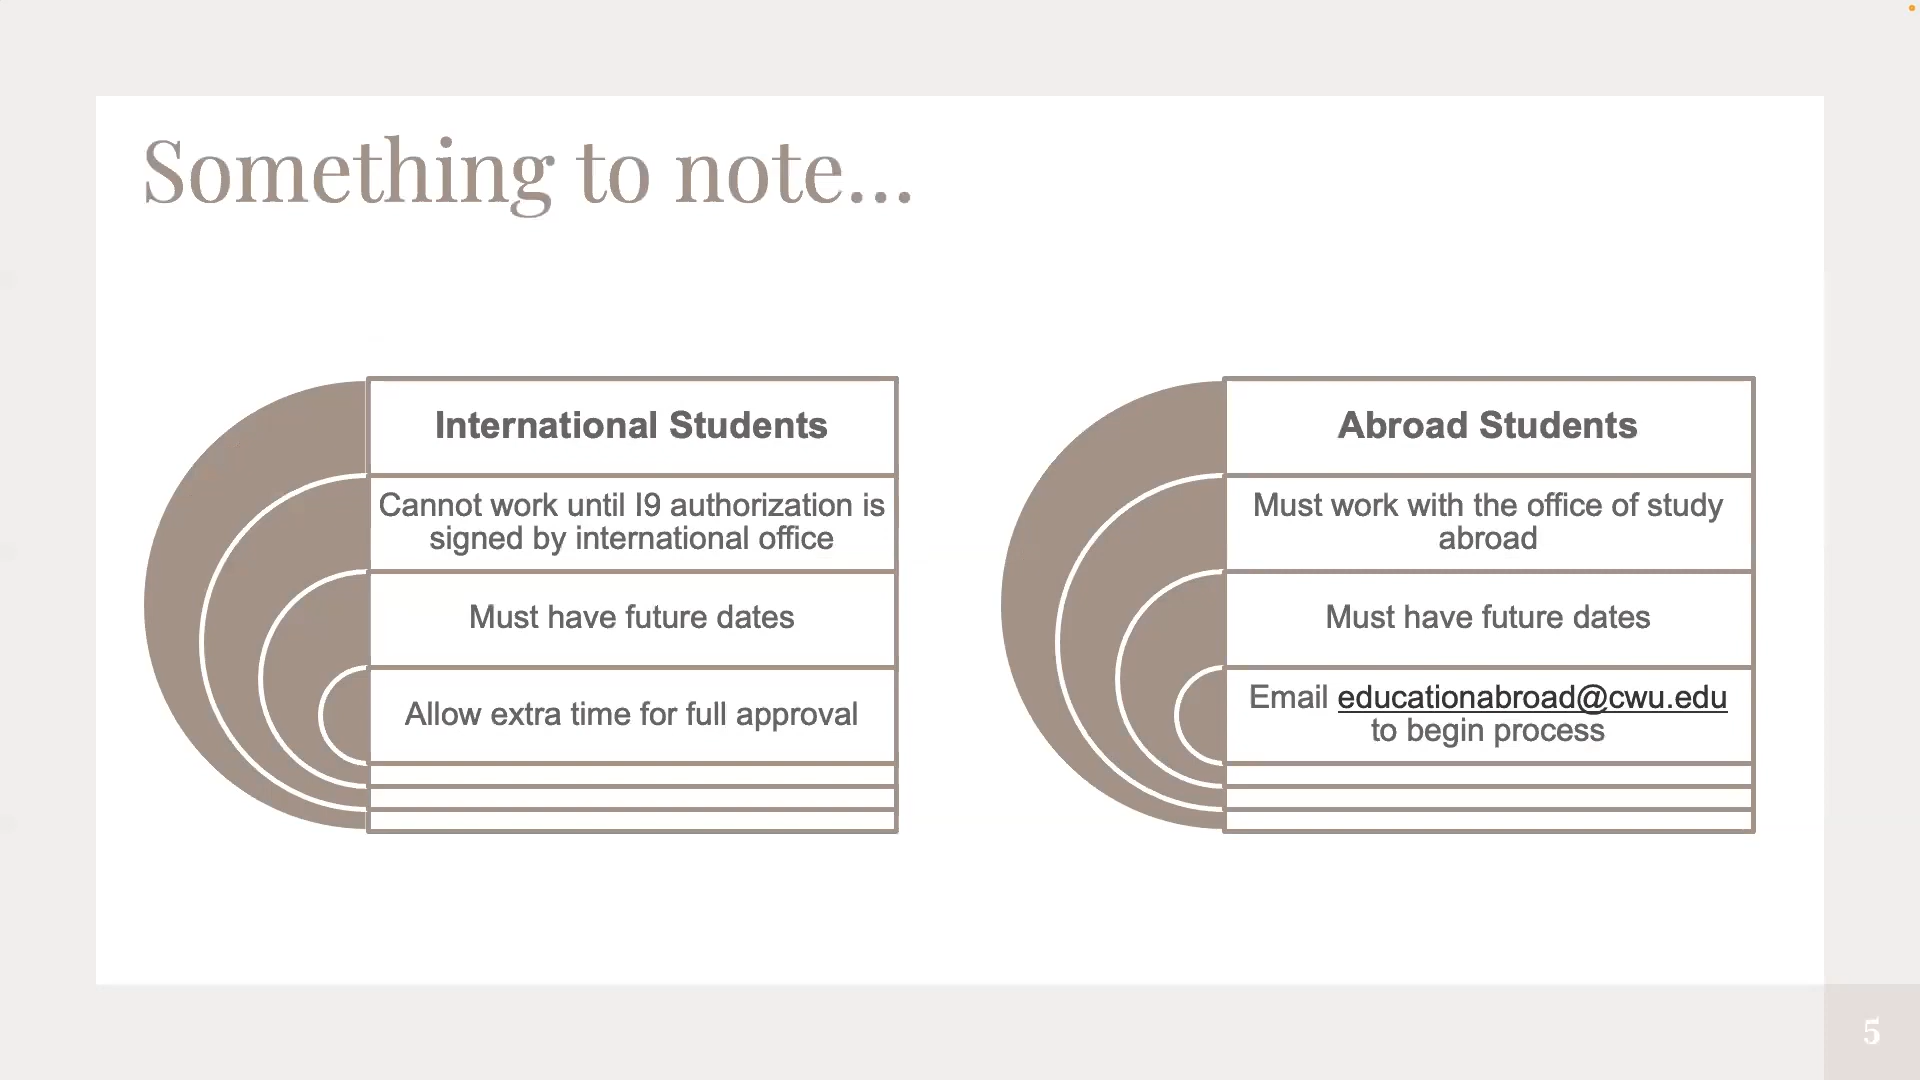 Something to note...
International Students
Cannot work until I9 authorization is
signed by international office
Must have future dates
Allow extra time for full approval
Abroad Students
Must work with the office of study
abroad
Must have future dates
Email educationabroad@cwu.edu
to begin process
5